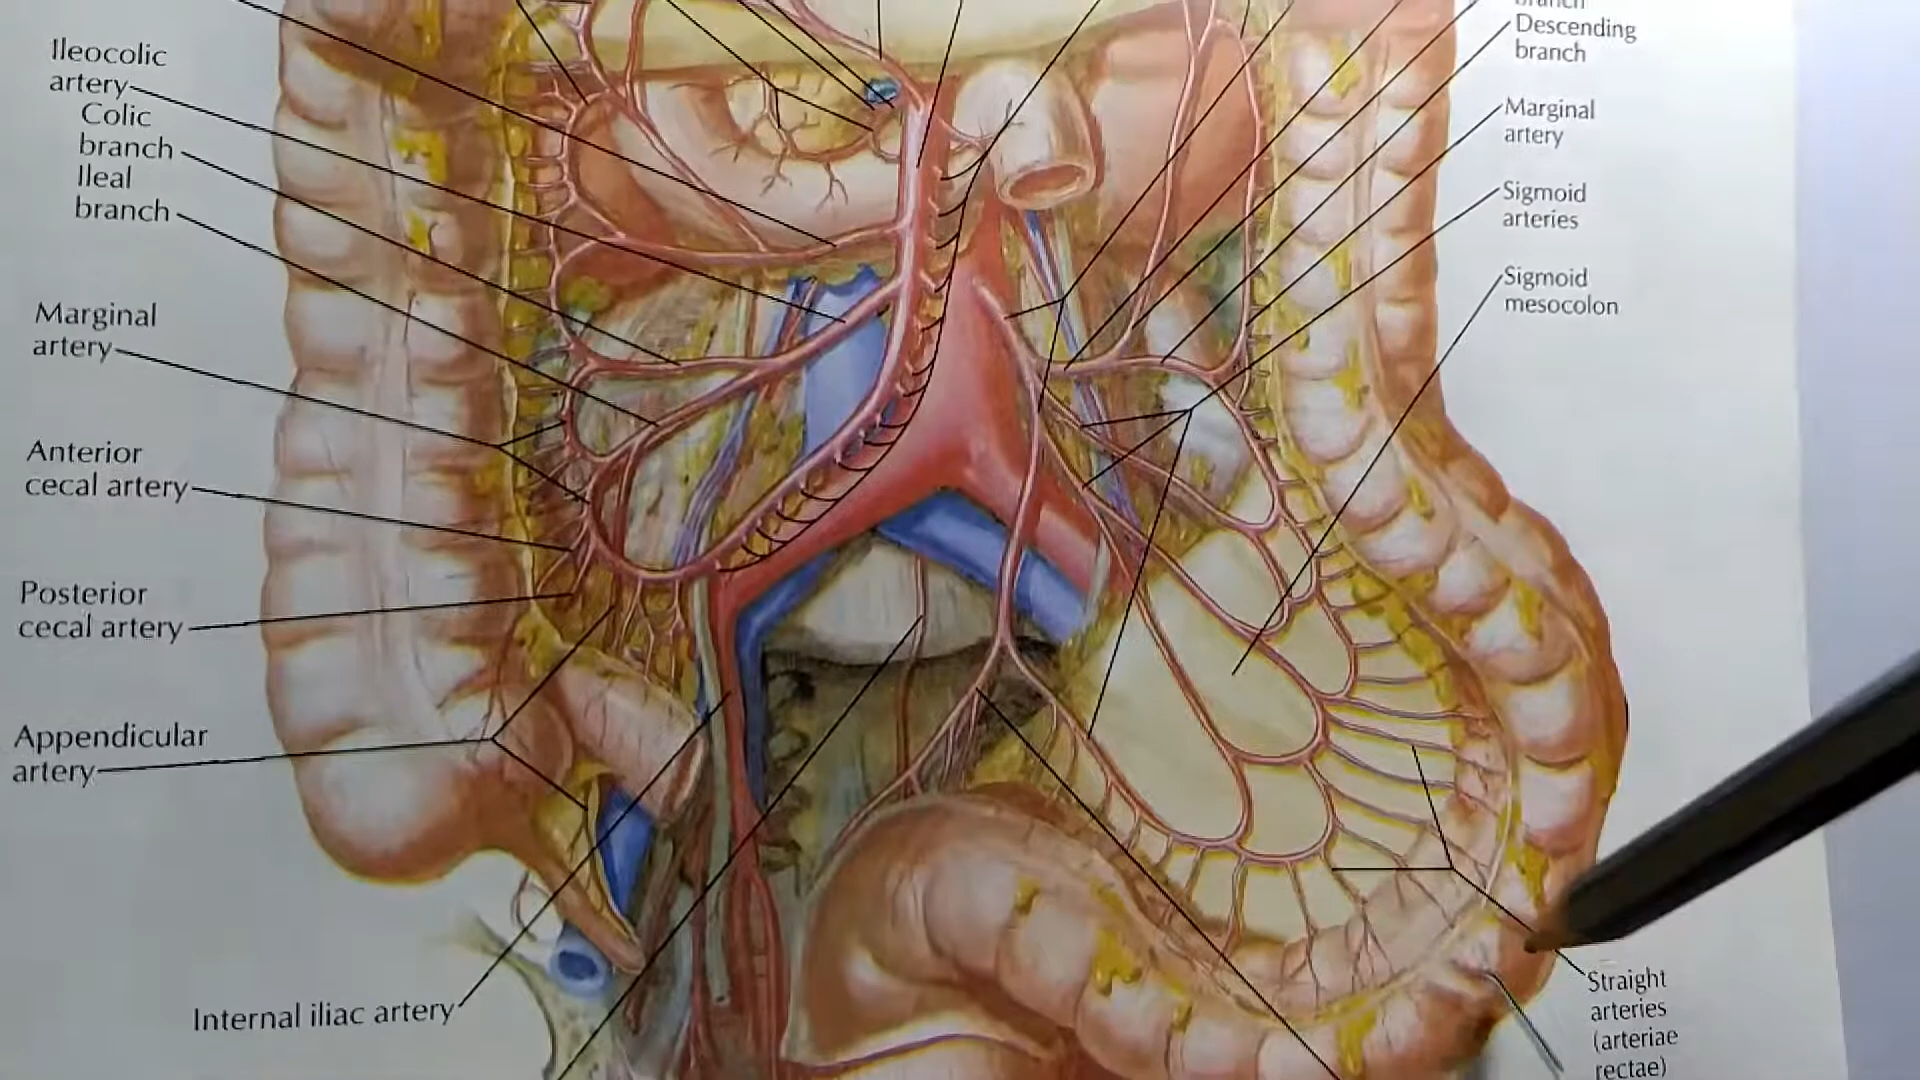 Ileocolic
artery
Colic
branch
Ileal
branch
Marginal
artery
Anterior
cecal artery
Posterior
cecal artery
Appendicular
artery
Internal iliac artery
branch
Descending
branch
Marginal
artery
Sigmoid
arteries
Sigmoid
mesocolon
Straight
arteries
(arteriae
rectae)